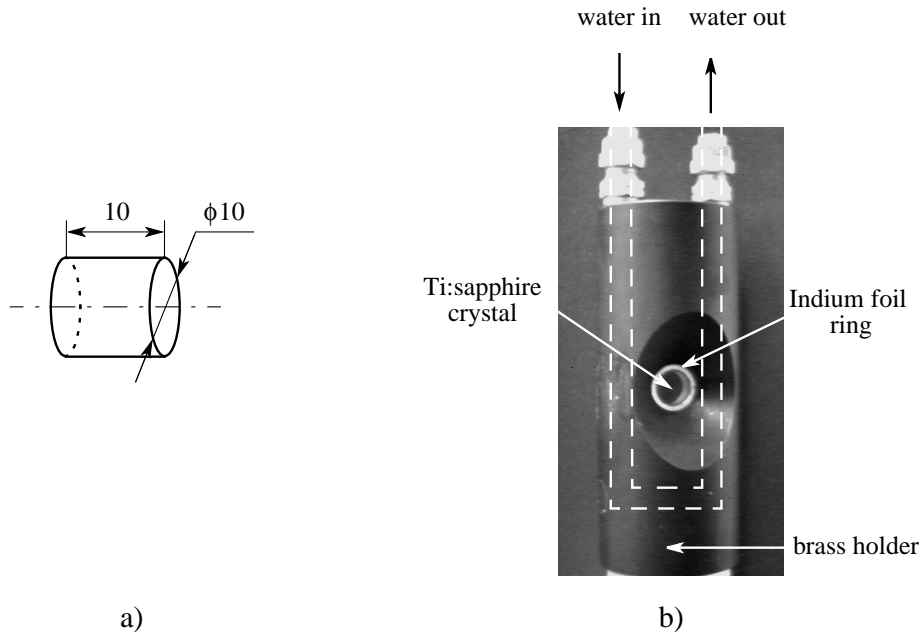 water in
water out
10
ϕ10
Ti:sapphire
crystal
Indium foil
ring
brass holder
a)
b)